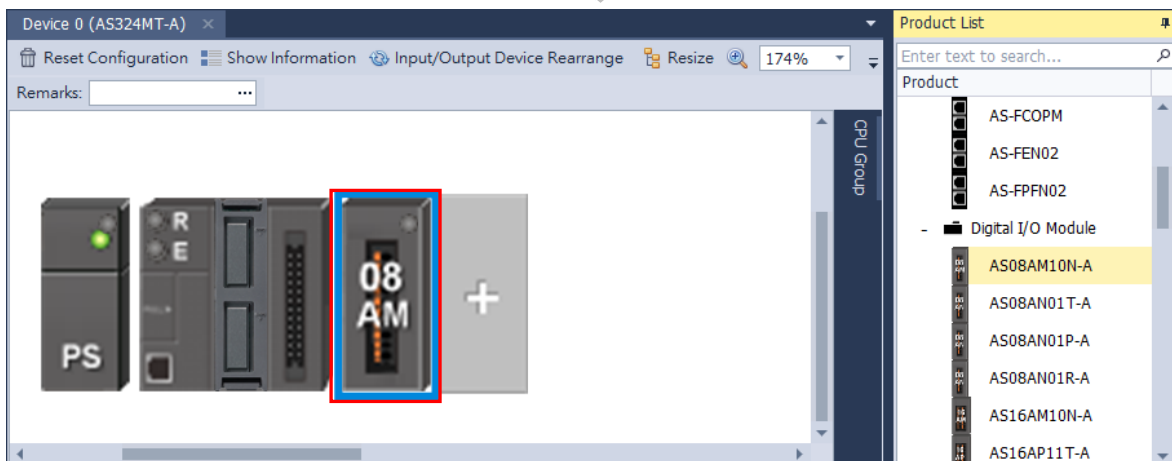 Device 0 (AS324MT-A)
Product List
Reset Configuration Show Information Input/Output Device Rearrange Resize 174%
Enter text to search...
Remarks:
Product
CPU Group
AS-FCOPM
AS-FEN02
AS-FPFN02
Digital I/O Module
AS08AM10N-A
AS08AN01T-A
AS08AN01P-A
AS08AN01R-A
AS16AM10N-A
AS16AP11T-A
R
E
PS
08
AM